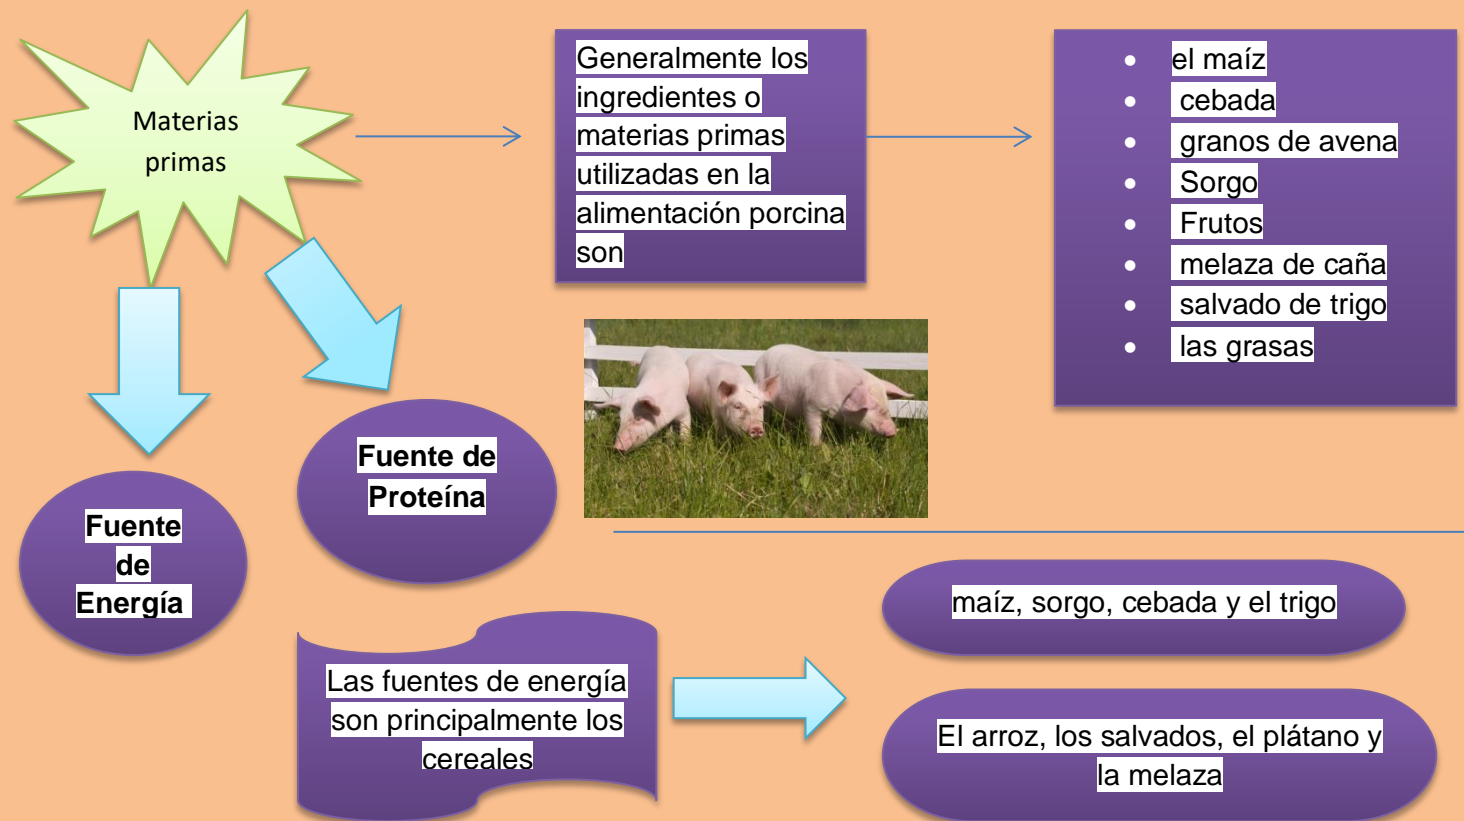 Materias
primas
Generalmente los
ingredientes o
materias primas
utilizadas en la
alimentación porcina
son
el maíz
cebada
granos de avena
Sorgo
Frutos
melaza de caña
salvado de trigo
las grasas
Fuente de
Proteína
Fuente
de
Energía
Las fuentes de energía
son principalmente los
cereales
maíz, sorgo, cebada y el trigo
El arroz, los salvados, el plátano y
la melaza